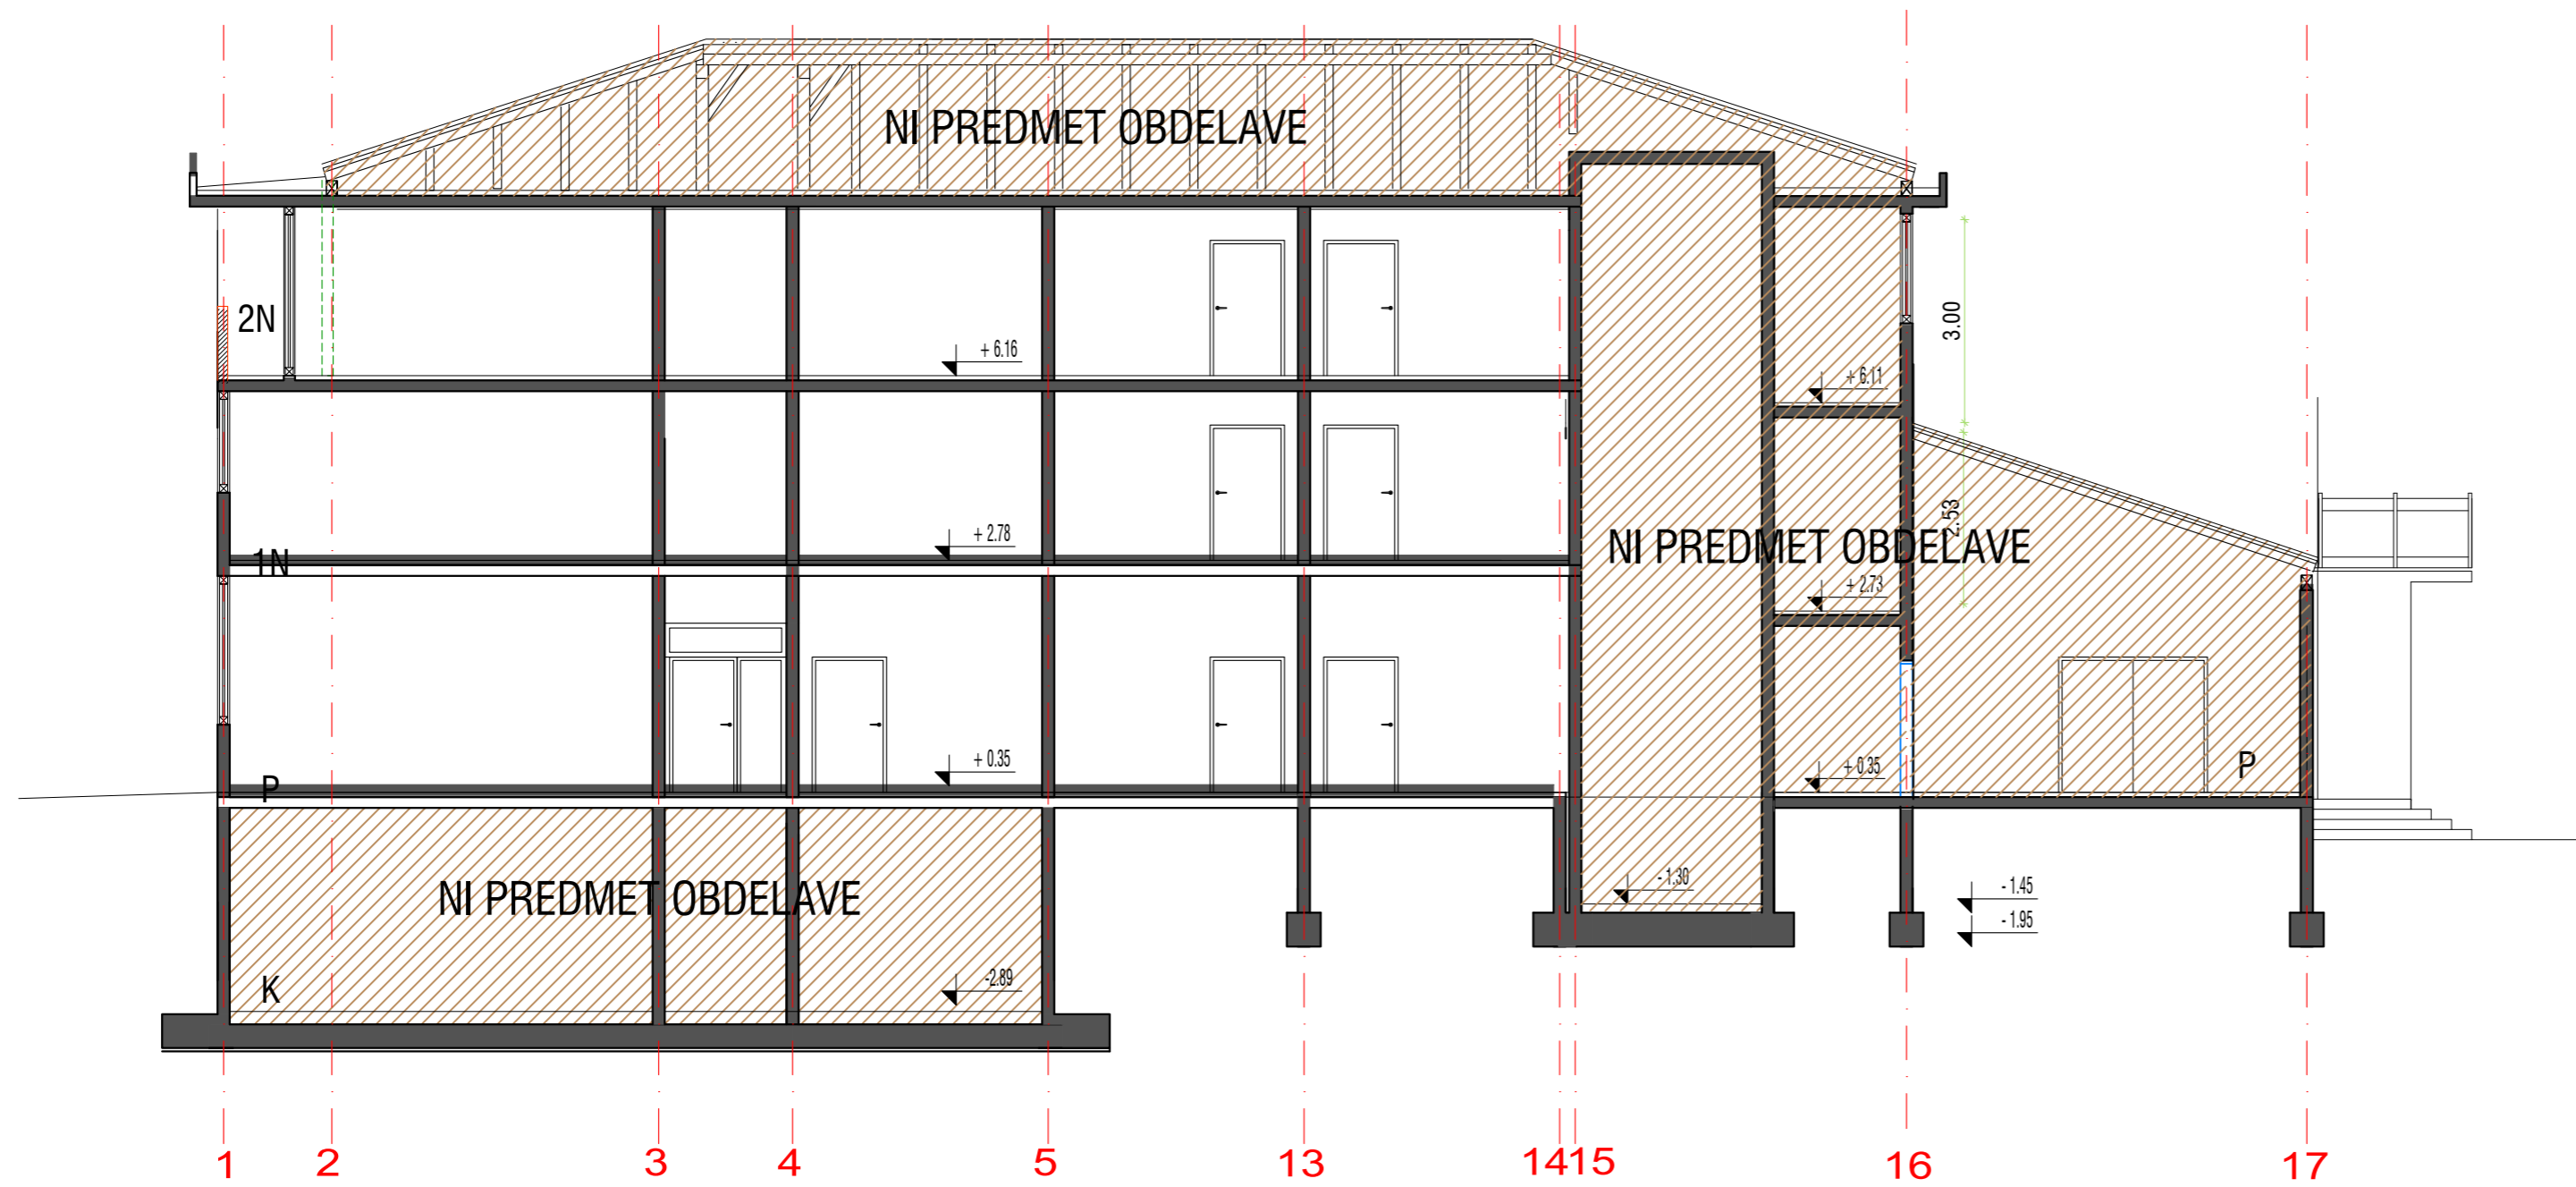 NI PREDMET OBDELAVE
2N
3.00
+ 6.16
+ 6.11
2.53
+ 2.78
NI PREDMET OBDELAVE
1N
+ 2.73
+ 0.35
+ 0.35
P
P
NI PREDMET OBDELAVE
- 1.30
- 1.45
- 1.95
K
-2.89
1 2 3 4 5 13 14 15 16 17